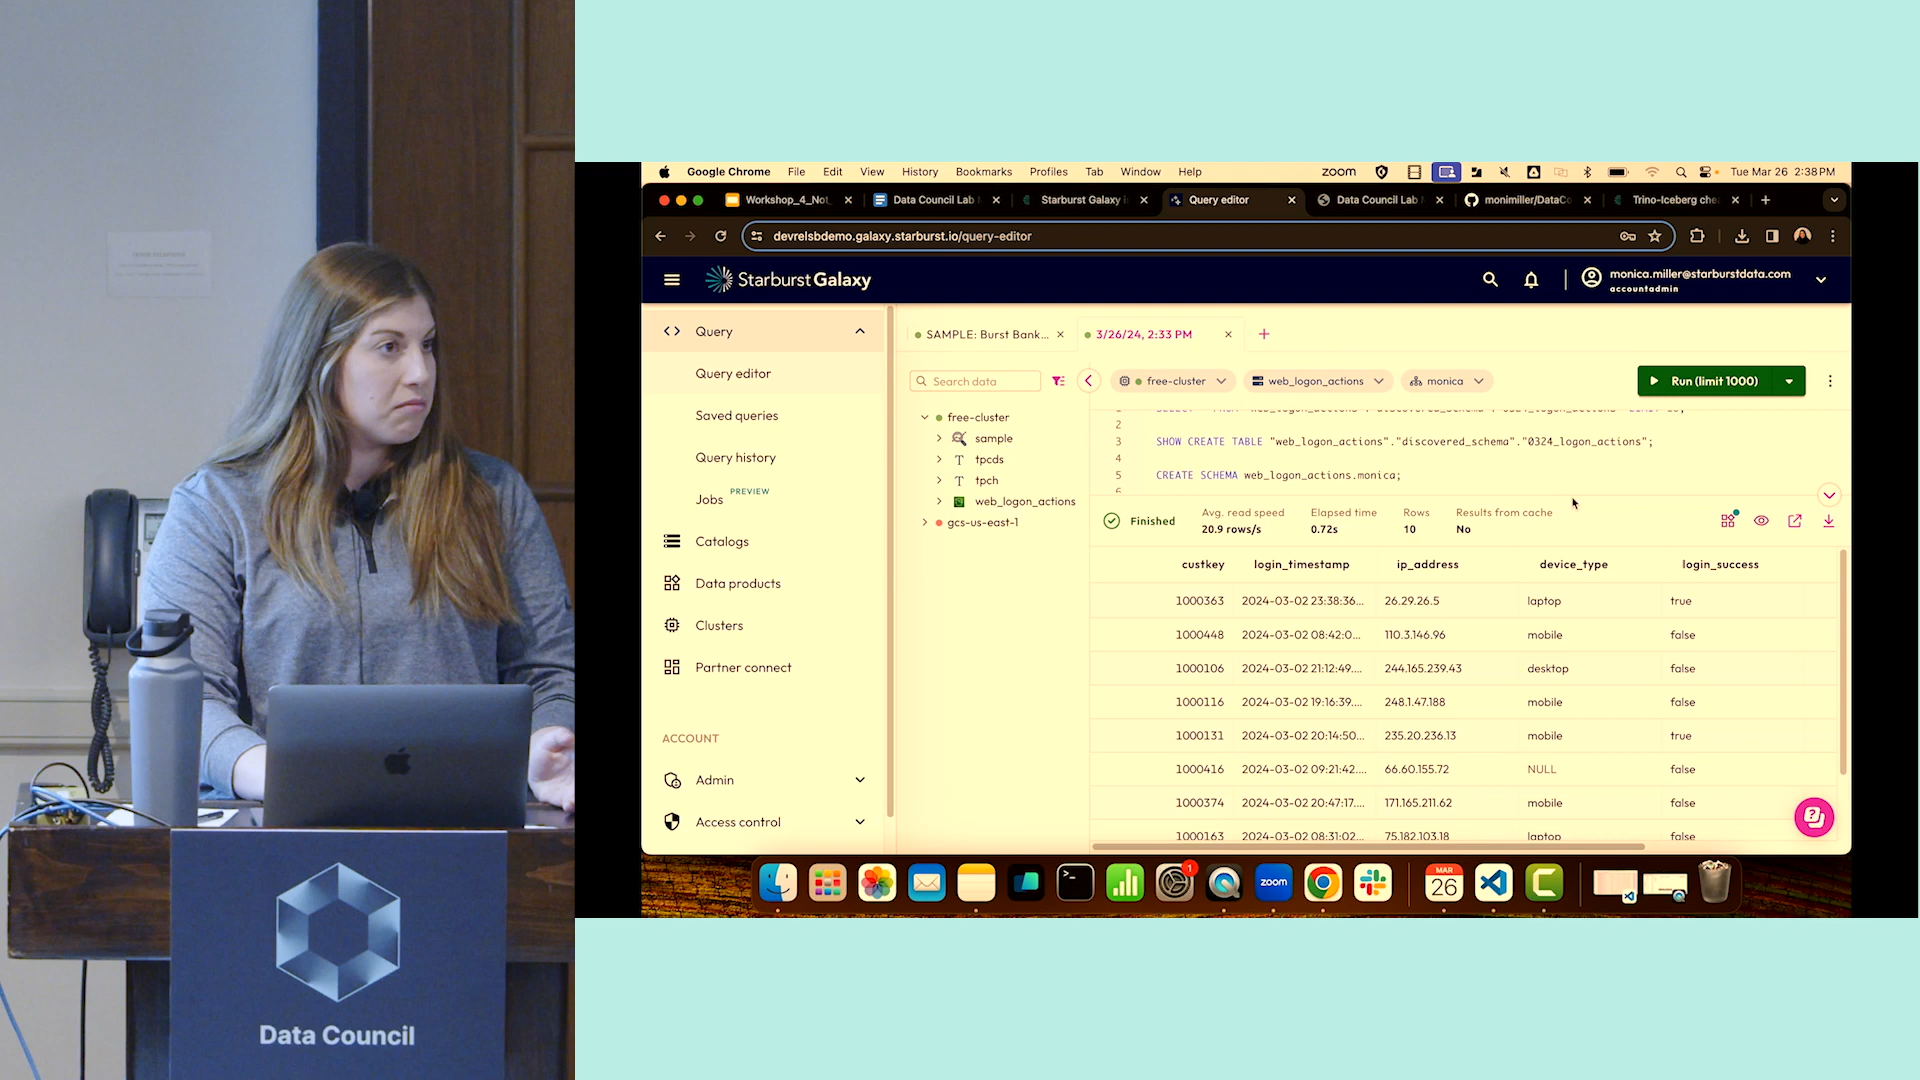 Data Council
Google Chrome File Edit View History Bookmarks Profiles Tab Window Help
zoom
Tue Mar 26 2:38PM
Workshop_4_Not
Data Council Lab
Starburst Galaxy i
Query editor
Data Council Lab
monimiller/DataCo
Trino-Iceberg che
devrelsbdemo.galaxy.starburst.io/query-editor
Starburst Galaxy
monica.miller@starburstdata.com
accountadmin
Query
Query editor
Saved queries
Query history
Jobs PREVIEW
Catalogs
Data products
Clusters
Partner connect
ACCOUNT
Admin
Access control
SAMPLE: Burst Bank...
3/26/24, 2:33 PM
Search data
free-cluster
sample
tpcds
tpch
web_logon_actions
gcs-us-east-1
free-cluster
web_logon_actions
monica
Run (limit 1000)
2
3 SHOW CREATE TABLE "web_logon_actions"."discovered_schema"."0324_logon_actions";
4
5 CREATE SCHEMA web_logon_actions.monica;
6
Finished
Avg. read speed Elapsed time Rows Results from cache
20.9 rows/s 0.72s 10 No
custkey login_timestamp ip_address device_type login_success
1000363 2024-03-02 23:38:36... 26.29.26.5 laptop true
1000448 2024-03-02 08:42:0... 110.3.146.96 mobile false
1000106 2024-03-02 21:12:49.... 244.165.239.43 desktop false
1000116 2024-03-02 19:16:39.... 248.1.47.188 mobile false
1000131 2024-03-02 20:14:50... 235.20.236.13 mobile true
1000416 2024-03-02 09:21:42.... 66.60.155.72 NULL false
1000374 2024-03-02 20:47:17.... 171.165.211.62 mobile false
1000163 2024-03-02 08:31:02... 75.182.103.18 laptop false
1
zoom
MAR
26